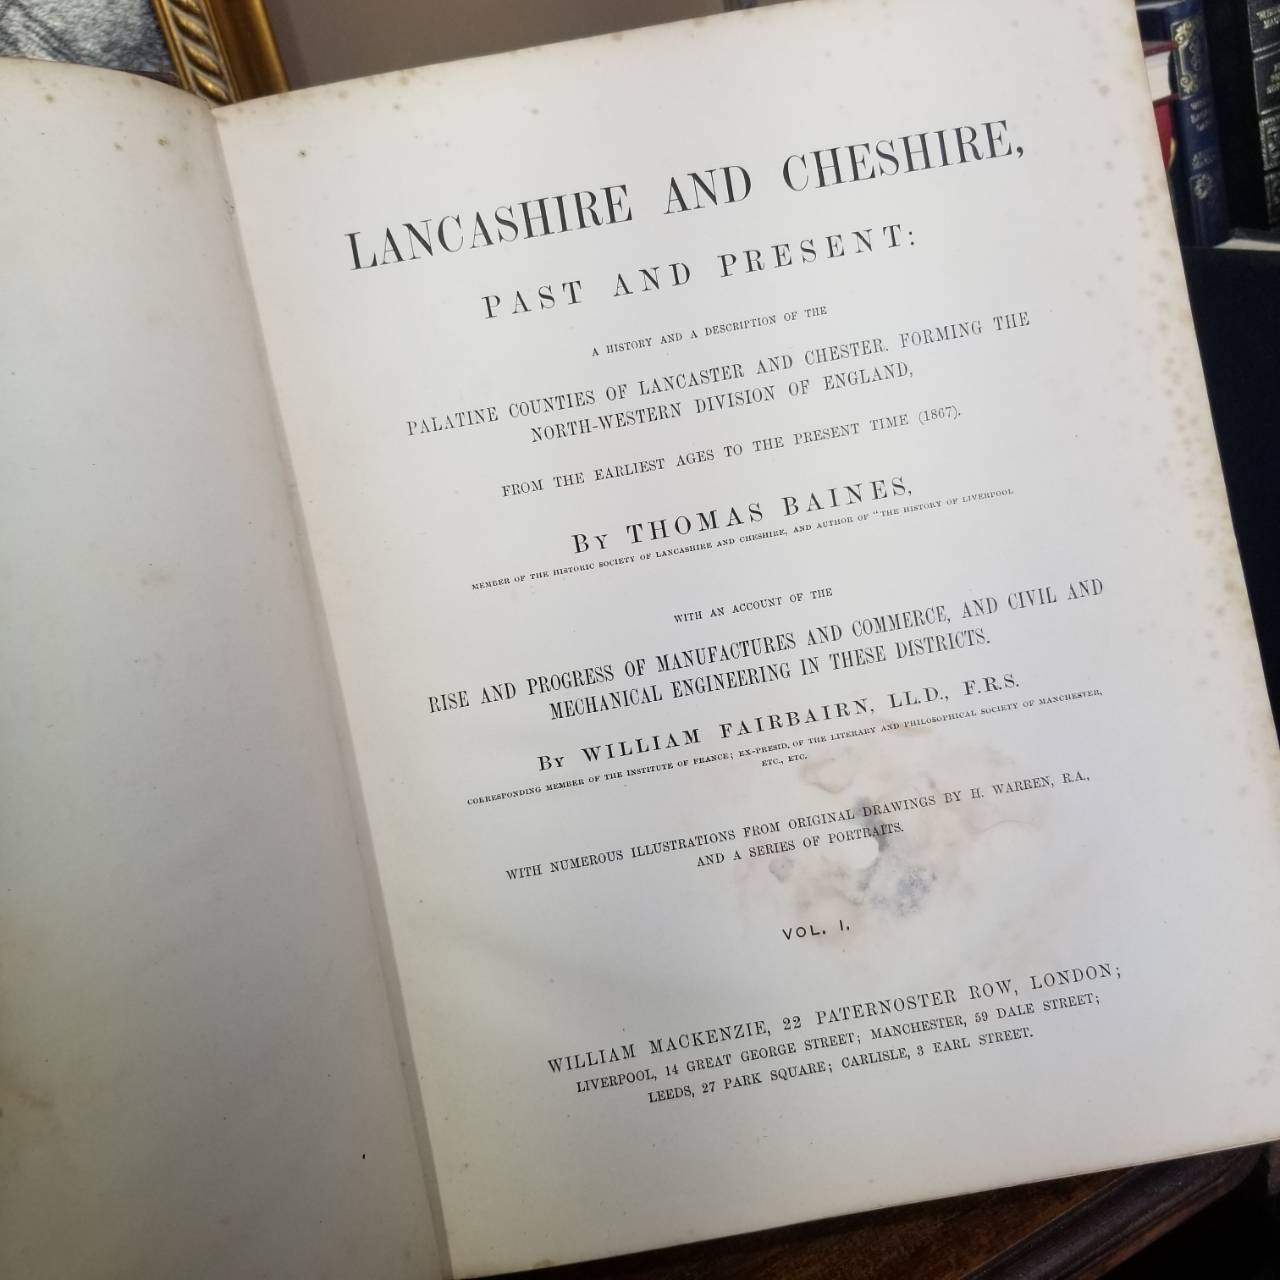 LANCASHIRE AND CHESHIRE,
PAST AND PRESENT:
A HISTORY AND A DESCRIPTION OF THE
PALATINE COUNTIES OF LANCASTER AND CHESTER. FORMING THE
NORTH-WESTERN DIVISION OF ENGLAND,
FROM THE EARLIEST AGES TO THE PRESENT TIME (1867).
BY THOMAS BAINES,
MEMBER OF THE HISTORIC SOCIETY OF LANCASHIRE AND CHESHIRE, AND AUTHOR OF "THE HISTORY OF LIVERPOOL
WITH AN ACCOUNT OF THE
RISE AND PROGRESS OF MANUFACTURES AND COMMERCE, AND CIVIL AND
MECHANICAL ENGINEERING IN THESE DISTRICTS.
BY WILLIAM FAIRBAIRN, LL.D., F.R.S.
CORRESPONDING MEMBER OF THE INSTITUTE OF FRANCE; EX-PRESID. OF THE LITERARY AND PHILOSOPHICAL SOCIETY OF MANCHESTER,
ETC., ETC.
WITH NUMEROUS ILLUSTRATIONS FROM ORIGINAL DRAWINGS BY H. WARREN, R.A.,
AND A SERIES OF PORTRAITS.
VOL. I.
WILLIAM MACKENZIE, 22 PATERNOSTER ROW, LONDON;
LIVERPOOL, 14 GREAT GEORGE STREET; MANCHESTER, 59 DALE STREET;
LEEDS, 27 PARK SQUARE; CARLISLE, 3 EARL STREET.